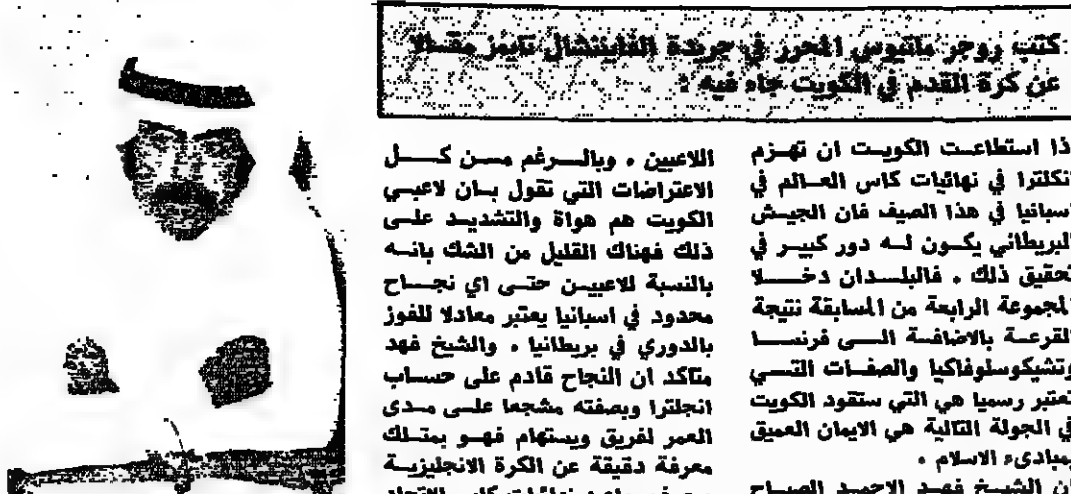 كتب روجر ماتيوس المحرر في جريدة الفايننشال تايمز مقالا
عن كرة القدم في الكويت جاء فيه :
اذا استطاعت الكويت ان تهزم
انكلترا في نهائيات كاس العالم في
اسبانيا في هذا الصيف فان الجيش
البريطاني يكون له دور كبير في
تحقيق ذلك . فالبلدان دخلا
المجموعة الرابعة من المسابقة نتيجة
القرعة بالاضافة الى فرنسا
وتشيكوسلوفاكيا والصفات التي
تعتبر رسميا هي التي ستقود الكويت
في الجولة التالية هي الايمان العميق
بمبادىء الاسلام .
ان الشيخ فهد الاحمد الصباح
اللاعبين . وبالرغم من كل
الاعتراضات التي تقول بان لاعبي
الكويت هم هواة والتشديد على
ذلك فهناك القليل من الشك بانه
بالنسبة للاعبين حتى اي نجاح
محدود في اسبانيا يعتبر معادلا للفوز
بالدوري في بريطانيا . والشيخ فهد
متاكد ان النجاح قادم على حساب
انجلترا وبصفته مشجعا على مدى
العمر لفريق ويستهام فهو يمتلك
معرفة دقيقة عن الكرة الانجليزية